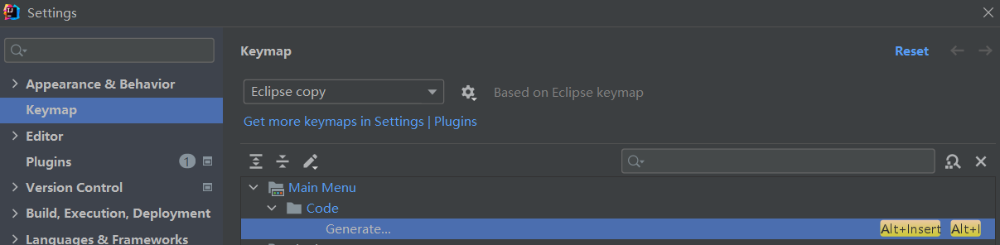 Settings
Keymap
Reset
Appearance & Behavior
Eclipse copy
Based on Eclipse keymap
Keymap
Get more keymaps in Settings | Plugins
Editor
Plugins
1
Version Control
Main Menu
Build, Execution, Deployment
Code
Generate...
Alt+Insert
Alt+I
Languages & Frameworks